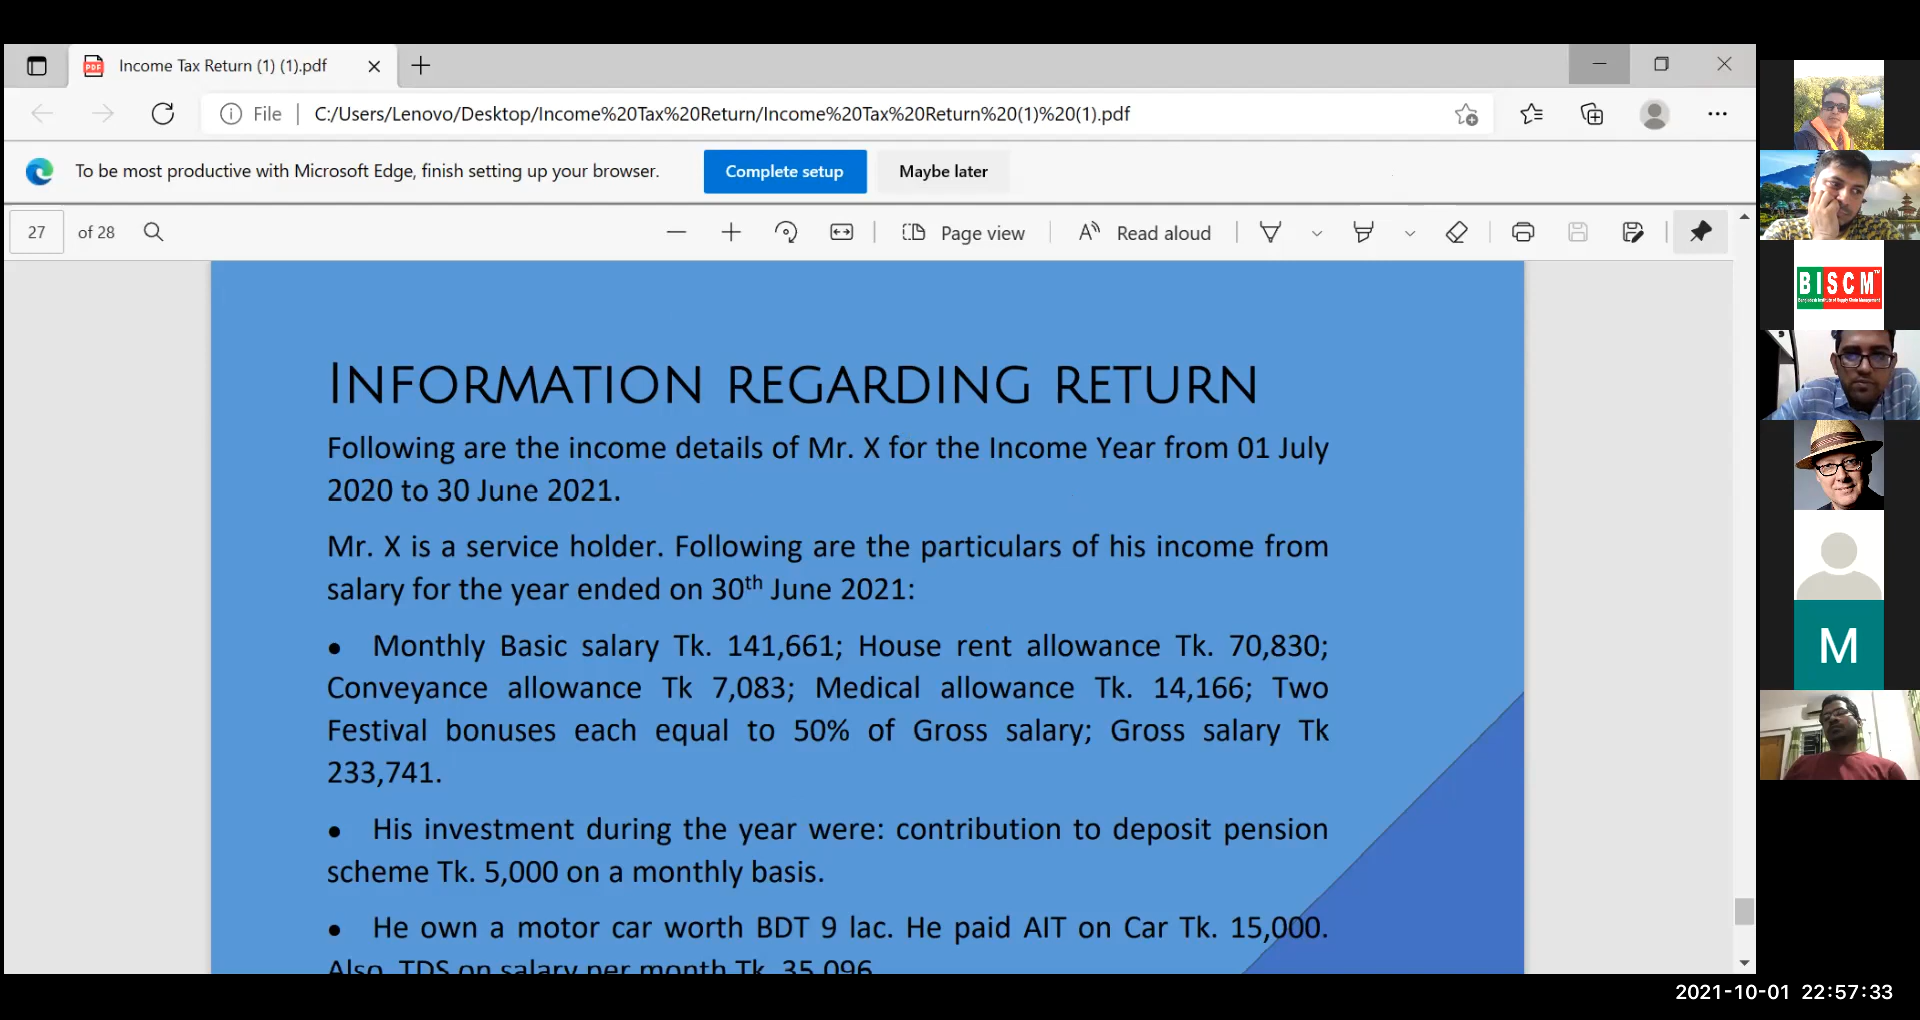 Income Tax Return (1) (1).pdf
File
C:/Users/Lenovo/Desktop/Income%20Tax%20Return/Income%20Tax%20Return%20(1)%20(1).pdf
To be most productive with Microsoft Edge, finish setting up your browser.
Complete setup
Maybe later
27 of 28
Page view
Read aloud
BISCM
Bangladesh Institute of Supply Chain Management
INFORMATION REGARDING RETURN
Following are the income details of Mr. X for the Income Year from 01 July
2020 to 30 June 2021.
Mr. X is a service holder. Following are the particulars of his income from
salary for the year ended on 30th June 2021:
• Monthly Basic salary Tk. 141,661; House rent allowance Tk. 70,830;
Conveyance allowance Tk 7,083; Medical allowance Tk. 14,166; Two
Festival bonuses each equal to 50% of Gross salary; Gross salary Tk
233,741.
• His investment during the year were: contribution to deposit pension
scheme Tk. 5,000 on a monthly basis.
• He own a motor car worth BDT 9 lac. He paid AIT on Car Tk. 15,000.
Also, TDS on salary per month Tk. 35,096
M
2021-10-01 22:57:33